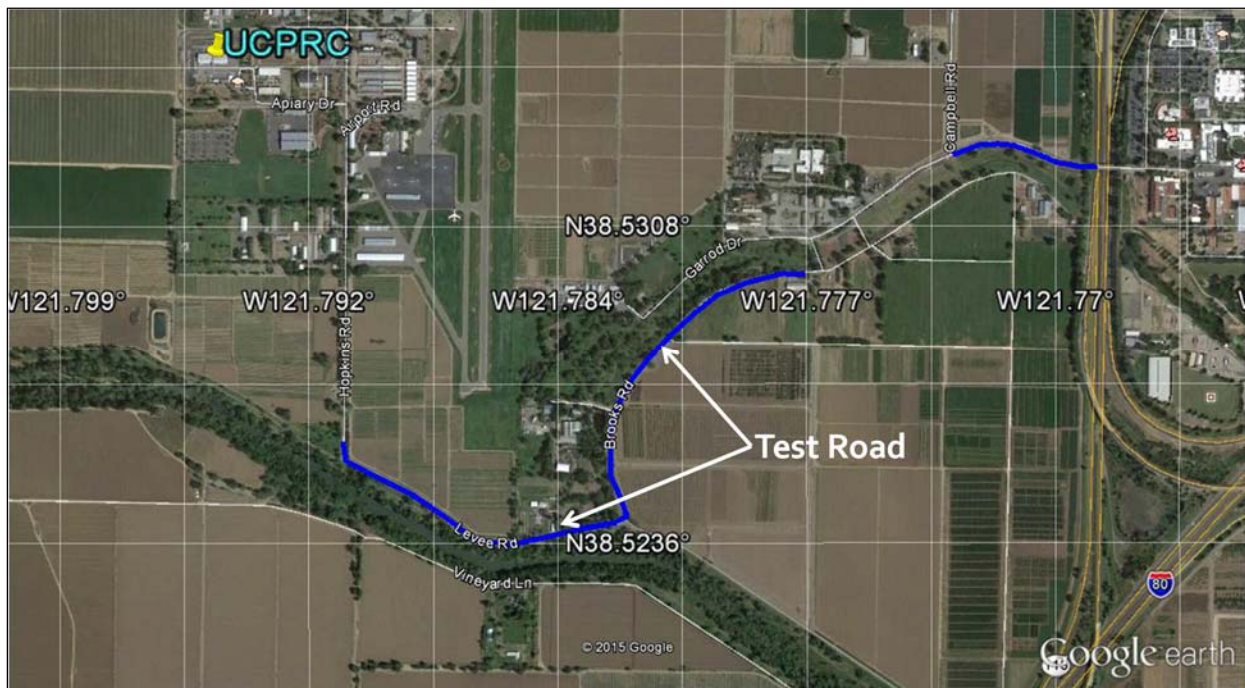 UCPRC
Apiary Dr
Airport Rd
Campbell Rd
N38.5308°
Garrod Dr
W121.799°
W121.792°
W121.784°
W121.777°
W121.77°
Hopkins Rd
Brooks Rd
Test Road
Levee Rd
N38.5236°
Vineyard Ln
80
© 2015 Google
Google earth